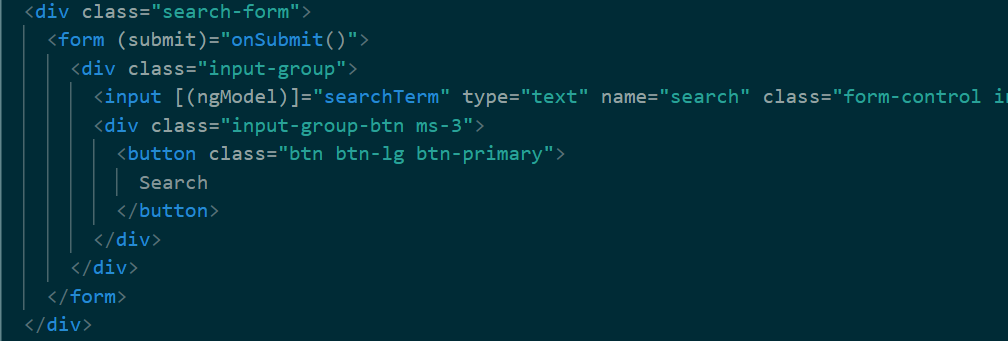 <div class="search-form">
<form (submit)="onSubmit()">
<div class="input-group">
<input [(ngModel)]="searchTerm" type="text" name="search" class="form-control
<div class="input-group-btn ms-3">
<button class="btn btn-lg btn-primary">
Search
</button>
</div>
</div>
</form>
</div>